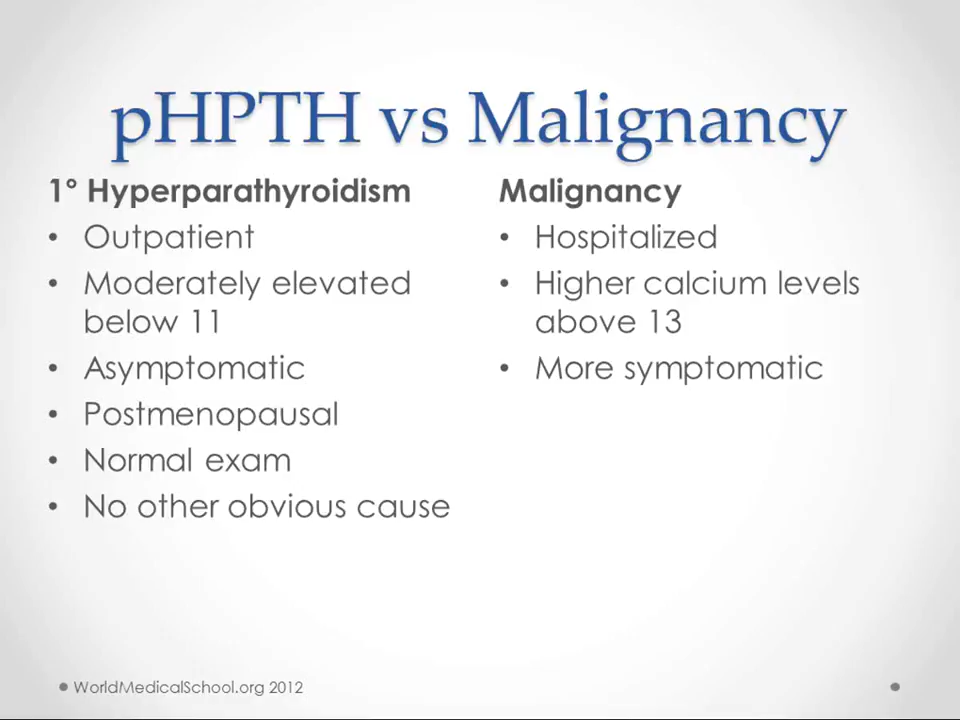 pHPTH vs Malignancy
1° Hyperparathyroidism
• Outpatient
• Moderately elevated
below 11
• Asymptomatic
• Postmenopausal
• Normal exam
• No other obvious cause
Malignancy
• Hospitalized
• Higher calcium levels
above 13
• More symptomatic
WorldMedicalSchool.org 2012